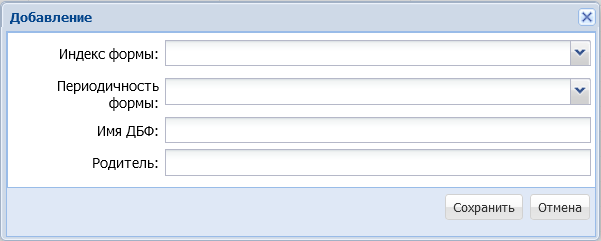 Добавление
Индекс формы:
Периодичность
формы:
Имя ДБФ:
Родитель:
Сохранить Отмена